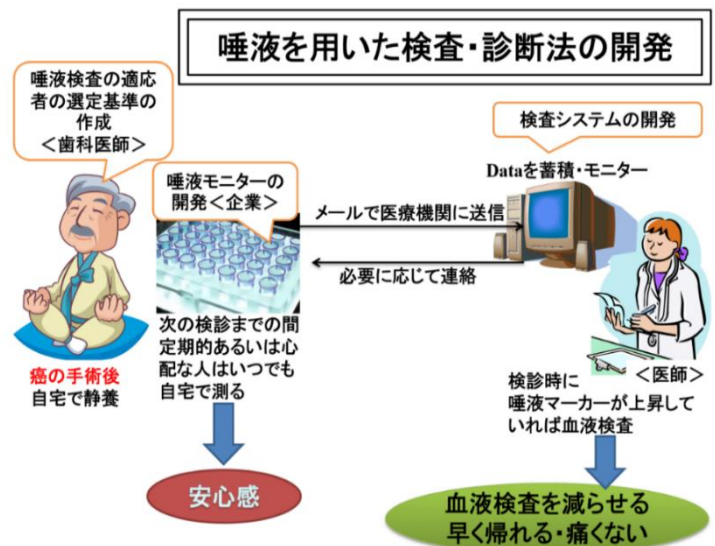 唾液を用いた検査・診断法の開発
唾液検査の適応
者の選定基準の
作成
＜歯科医師＞
唾液モニターの
開発＜企業＞
検査システムの開発
Dataを蓄積・モニター
メールで医療機関に送信
必要に応じて連絡
癌の手術後
自宅で静養
次の検診までの間
定期的あるいは心
配な人はいつでも
自宅で測る
＜医師＞
検診時に
唾液マーカーが上昇して
いれば血液検査
安心感
血液検査を減らせる
早く帰れる・痛くない